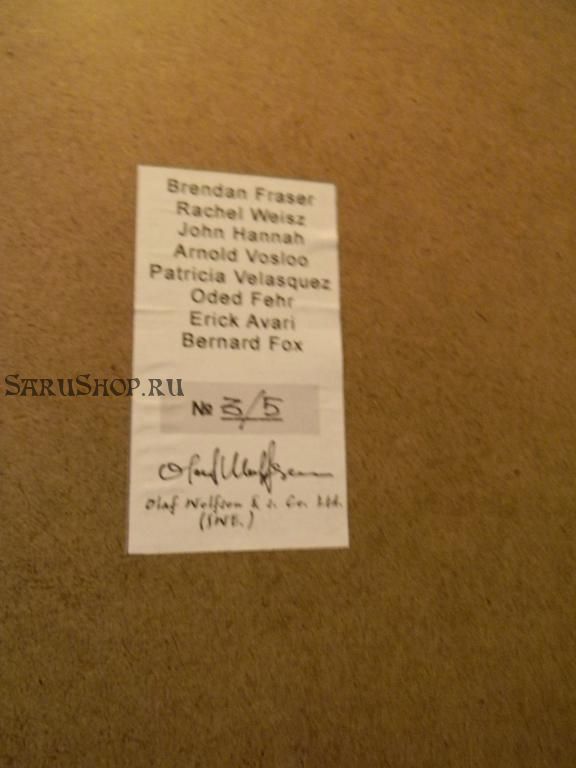 Brendan Fraser
Rachel Weisz
John Hannah
Arnold Vosloo
Patricia Velasquez
Oded Fehr
Erick Avari
Bernard Fox
SaruShop.ru
№ 3/5
Olaf Wolfson & s. Co. Ltd.
(SWE.)